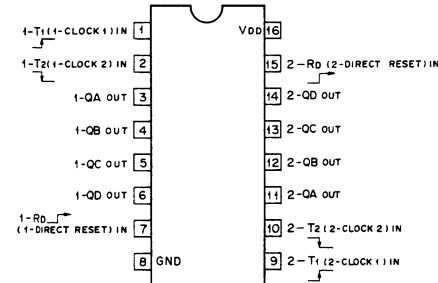 1-T1(1-CLOCK 1) IN 1
1-T2(1-CLOCK 2) IN 2
1-QA OUT 3
1-QB OUT 4
1-QC OUT 5
1-QD OUT 6
1-RD
(1-DIRECT RESET) IN 7
8 GND
VDD 16
15 2-RD (2-DIRECT RESET) IN
14 2-QD OUT
13 2-QC OUT
12 2-QB OUT
11 2-QA OUT
10 2-T2 (2-CLOCK 2) IN
9 2-T1 (2-CLOCK 1) IN